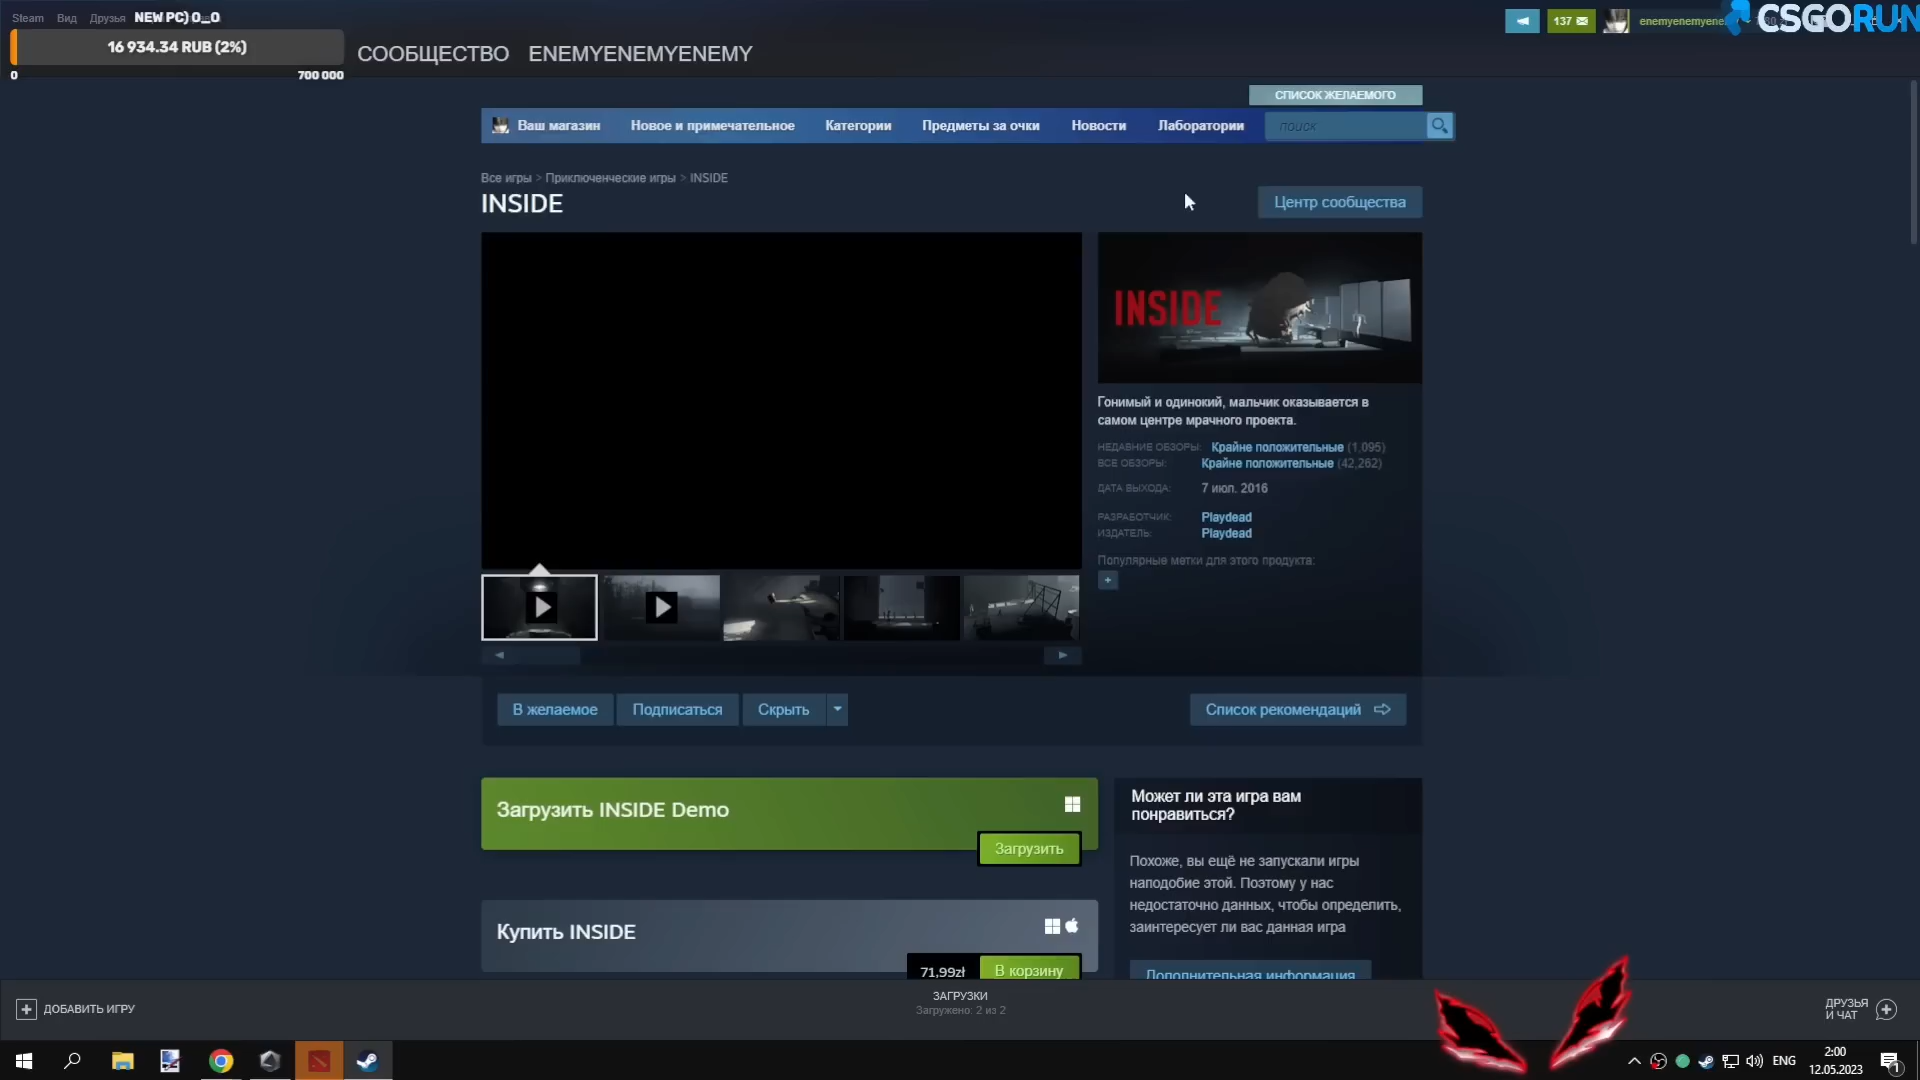 Steam Вид Друзья NEW PC) O_O
16 934.34 RUB (2%)
0 700 000
СООБЩЕСТВО ENEMYENEMYENEMY
137
CSGORUN
СПИСОК ЖЕЛАЕМОГО
Ваш магазин Новое и примечательное Категории Предметы за очки Новости Лаборатории поиск
Все игры > Приключенческие игры > INSIDE
INSIDE
Центр сообщества
INSIDE
Гонимый и одинокий, мальчик оказывается в
самом центре мрачного проекта.
НЕДАВНИЕ ОБЗОРЫ: Крайне положительные (1,095)
ВСЕ ОБЗОРЫ: Крайне положительные (42,262)
ДАТА ВЫХОДА: 7 июл. 2016
РАЗРАБОТЧИК: Playdead
ИЗДАТЕЛЬ: Playdead
Популярные метки для этого продукта:
+
В желаемое Подписаться Скрыть
Список рекомендаций
Загрузить INSIDE Demo
Загрузить
Купить INSIDE
71,99zł В корзину
Может ли эта игра вам
понравиться?
Похоже, вы ещё не запускали игры
наподобие этой. Поэтому у нас
недостаточно данных, чтобы определить,
заинтересует ли вас данная игра
Дополнительная информация
ДОБАВИТЬ ИГРУ
ЗАГРУЗКИ
Загружено: 2 из 2
ДРУЗЬЯ
И ЧАТ
ENG
2:00
12.05.2023
1